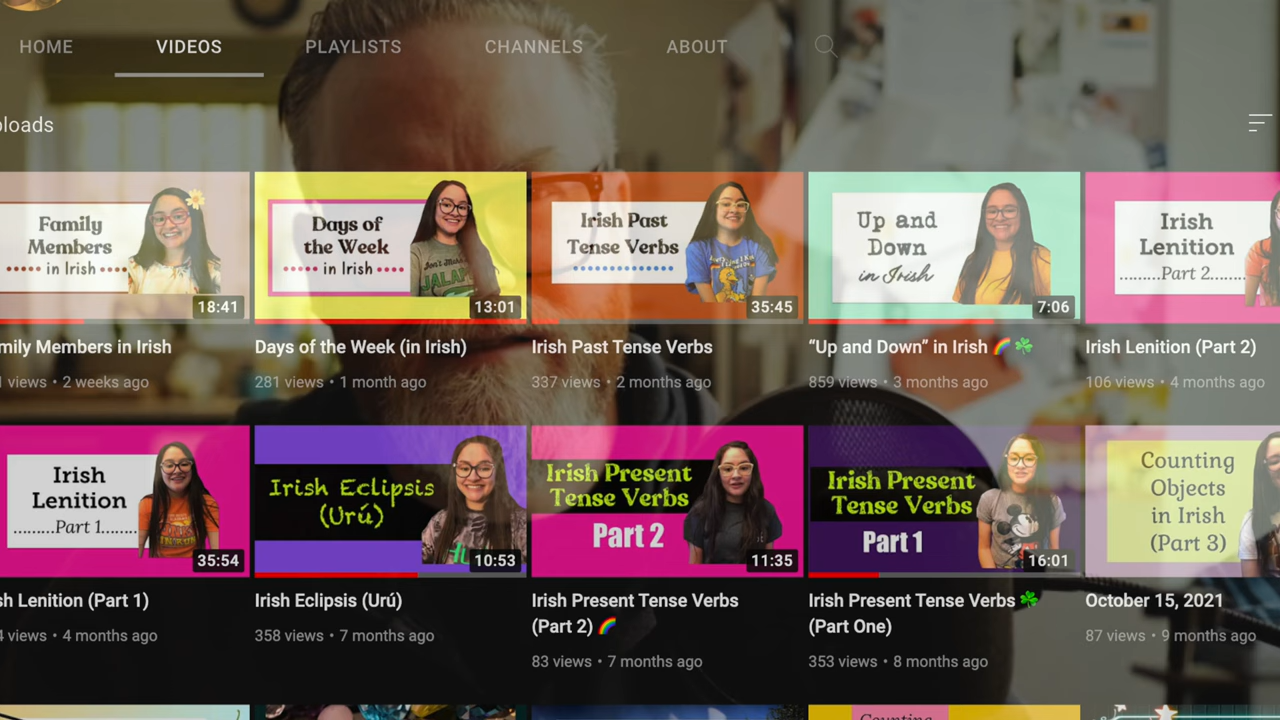 HOME VIDEOS PLAYLISTS CHANNELS ABOUT
loads
Family
Members
in Irish
18:41
Days of
the Week
in Irish
Don't Make
JALAP
13:01
Irish Past
Tense Verbs
35:45
Up and
Down
in Irish
7:06
Irish
Lenition
Part 2
mily Members in Irish
views • 2 weeks ago
Days of the Week (in Irish)
281 views • 1 month ago
Irish Past Tense Verbs
337 views • 2 months ago
“Up and Down” in Irish 🌈☘️
859 views • 3 months ago
Irish Lenition (Part 2)
106 views • 4 months ago
Irish
Lenition
Part 1
35:54
Irish Eclipsis
(Urú)
10:53
Irish Present
Tense Verbs
Part 2
11:35
Irish Present
Tense Verbs
Part 1
16:01
Counting
Objects
in Irish
(Part 3)
sh Lenition (Part 1)
4 views • 4 months ago
Irish Eclipsis (Urú)
358 views • 7 months ago
Irish Present Tense Verbs
(Part 2) 🌈
83 views • 7 months ago
Irish Present Tense Verbs ☘️
(Part One)
353 views • 8 months ago
October 15, 2021
87 views • 9 months ago
Counting